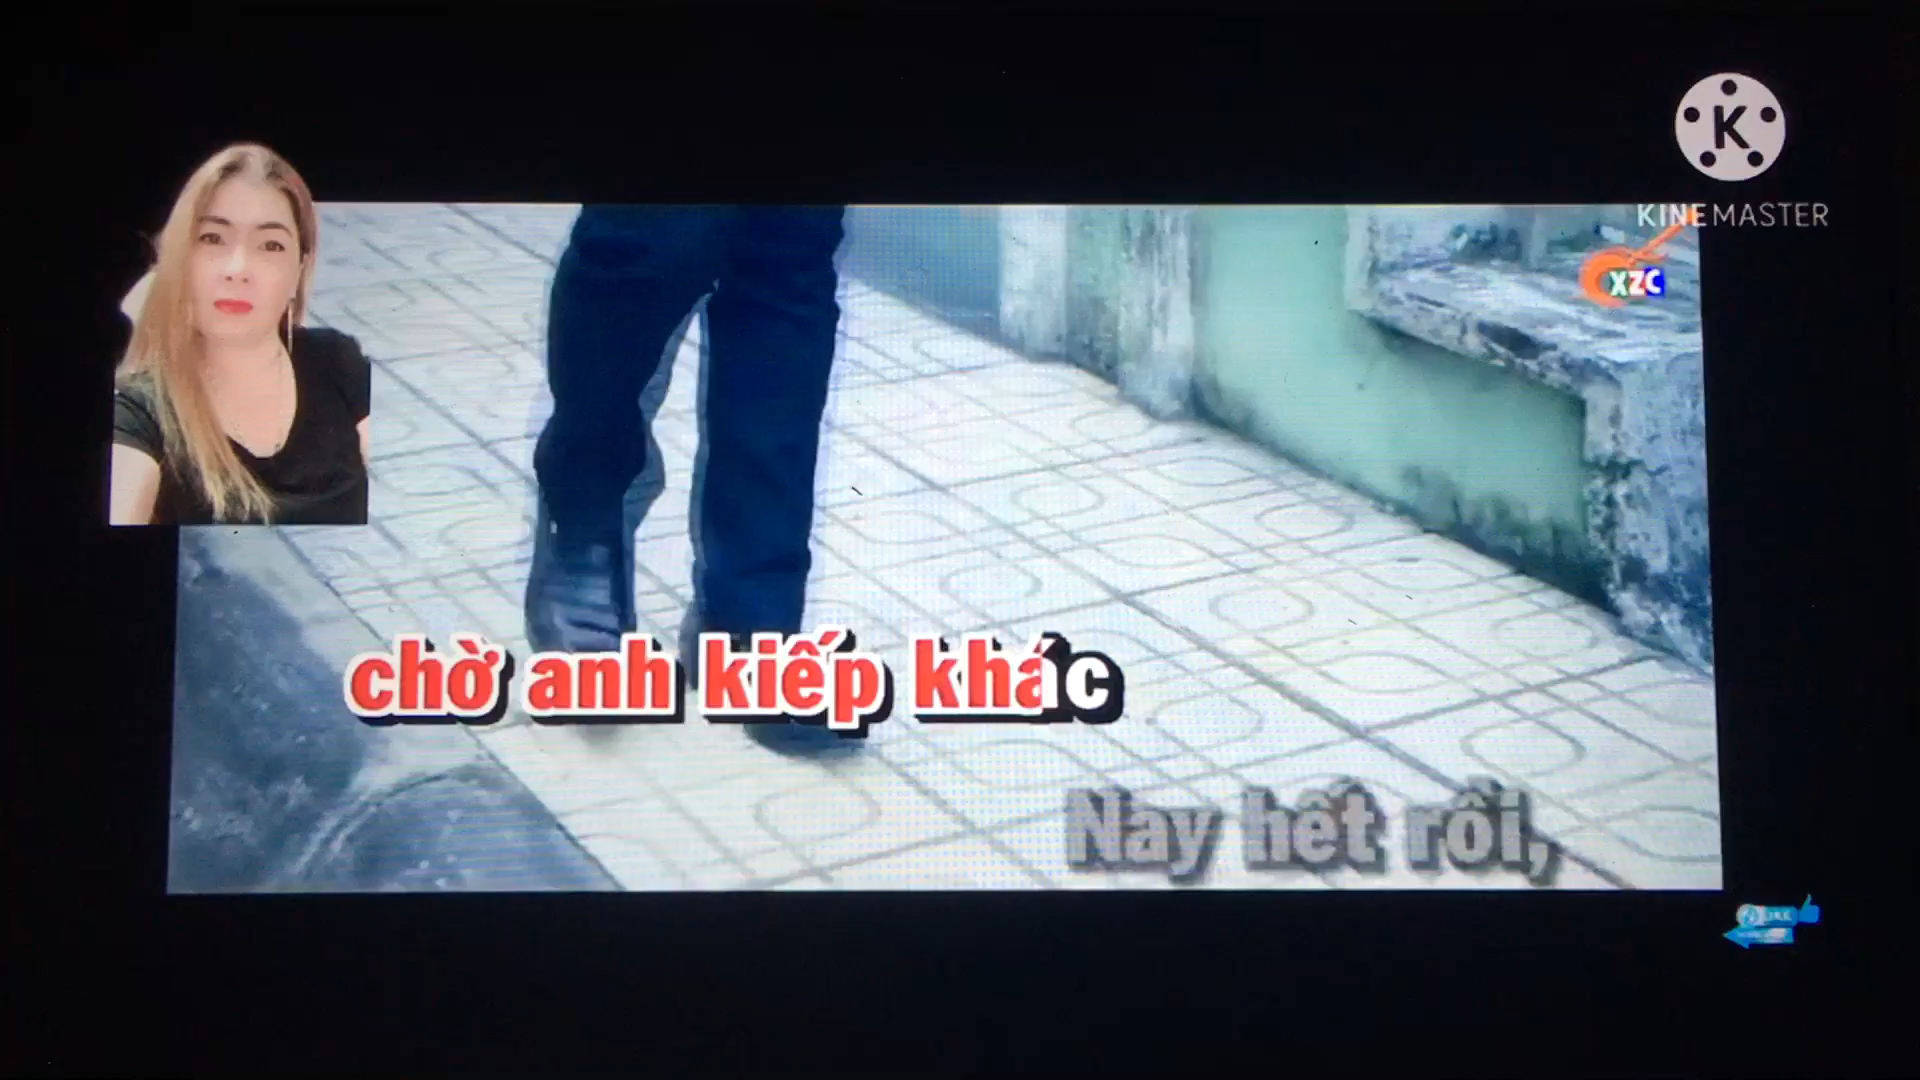 K
KINEMASTER
XZC
chờ anh kiếp khác
Nay hết rồi,